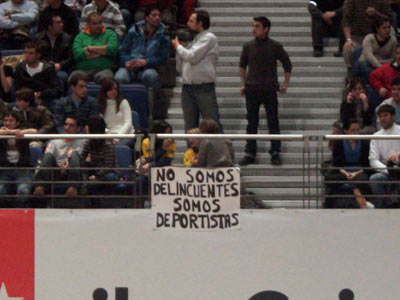 NO SOMOS
DELINCUENTES
SOMOS
DEPORTISTAS